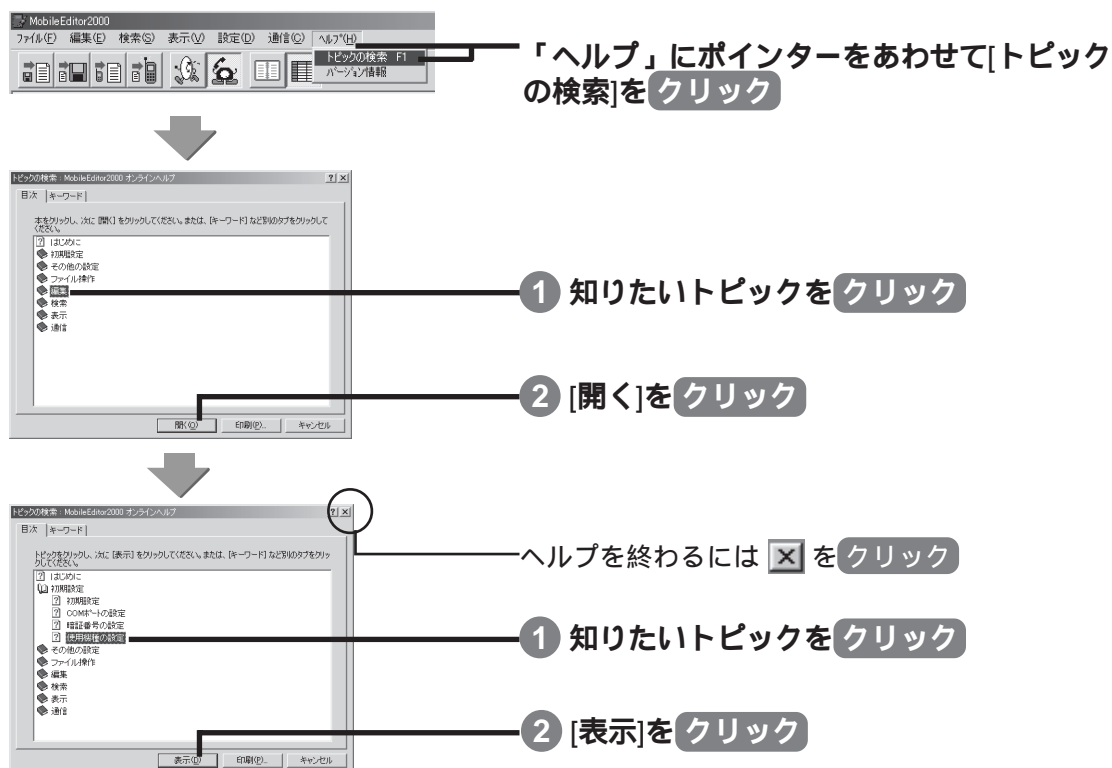 MobileEditor2000
ファイル(F) 編集(E) 検索(S) 表示(V) 設定(D) 通信(C) ヘルプ(H)
トピックの検索 F1
バージョン情報
「ヘルプ」にポインターをあわせて[トピック
の検索]を クリック
トピックの検索 : MobileEditor2000 オンラインヘルプ
目次 キーワード
本をクリックし、次に [開く] をクリックしてください。または、[キーワード] など別のタブをクリックして
ください。
はじめに
初期設定
その他の設定
ファイル操作
編集
検索
表示
通信
開く(O) 印刷(P)... キャンセル
1 知りたいトピックを クリック
2 [開く]を クリック
トピックの検索 : MobileEditor2000 オンラインヘルプ
目次 キーワード
トピックをクリックし、次に [表示] をクリックしてください。または、[キーワード] など別のタブをクリッ
クしてください。
はじめに
初期設定
初期設定
COMポートの設定
暗証番号の設定
使用機種の設定
その他の設定
ファイル操作
編集
検索
表示
通信
表示(D) 印刷(P)... キャンセル
ヘルプを終わるには × を クリック
1 知りたいトピックを クリック
2 [表示]を クリック